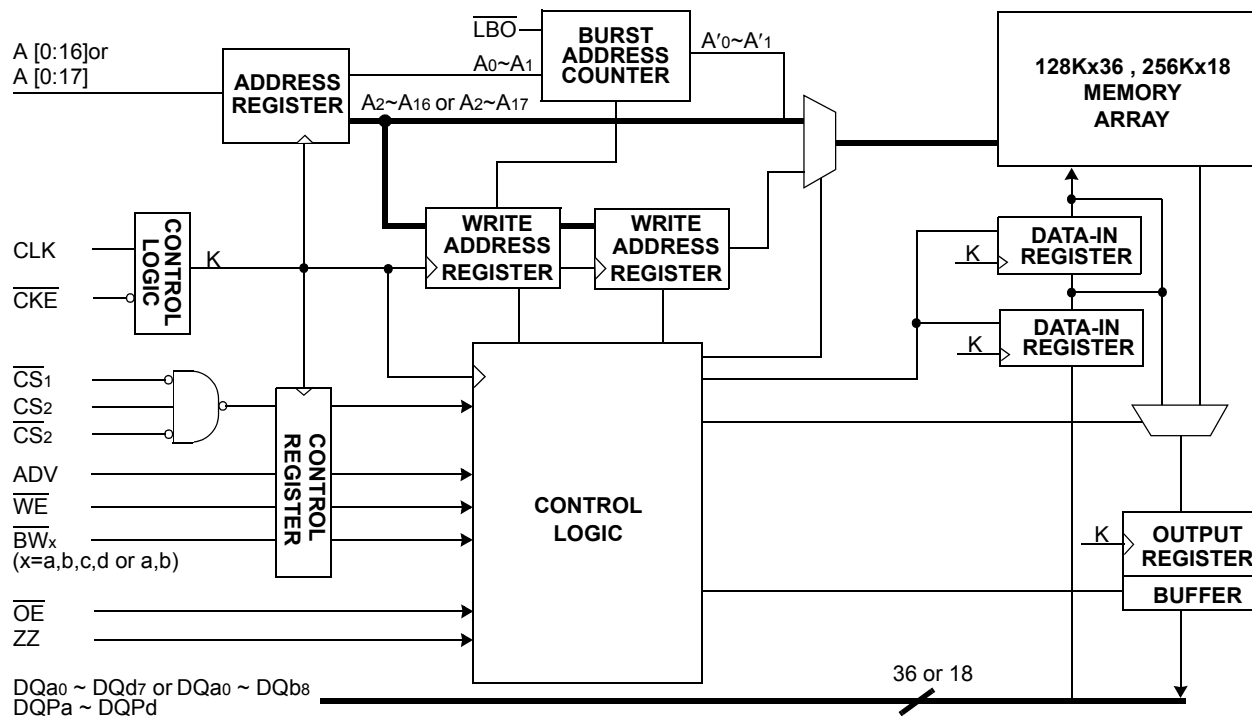 A [0:16]or
A [0:17]
ADDRESS
REGISTER
LBO
A0~A1
BURST
ADDRESS
COUNTER
A′0~A′1
A2~A16 or A2~A17
128Kx36 , 256Kx18
MEMORY
ARRAY
CLK
CKE
CONTROL
LOGIC
K
WRITE
ADDRESS
REGISTER
WRITE
ADDRESS
REGISTER
K
DATA-IN
REGISTER
K
DATA-IN
REGISTER
CS1
CS2
CS2
ADV
WE
BWx
(x=a,b,c,d or a,b)
CONTROL
REGISTER
CONTROL
LOGIC
K
OUTPUT
REGISTER
BUFFER
OE
ZZ
DQa0 ~ DQd7 or DQa0 ~ DQb8
DQPa ~ DQPd
36 or 18